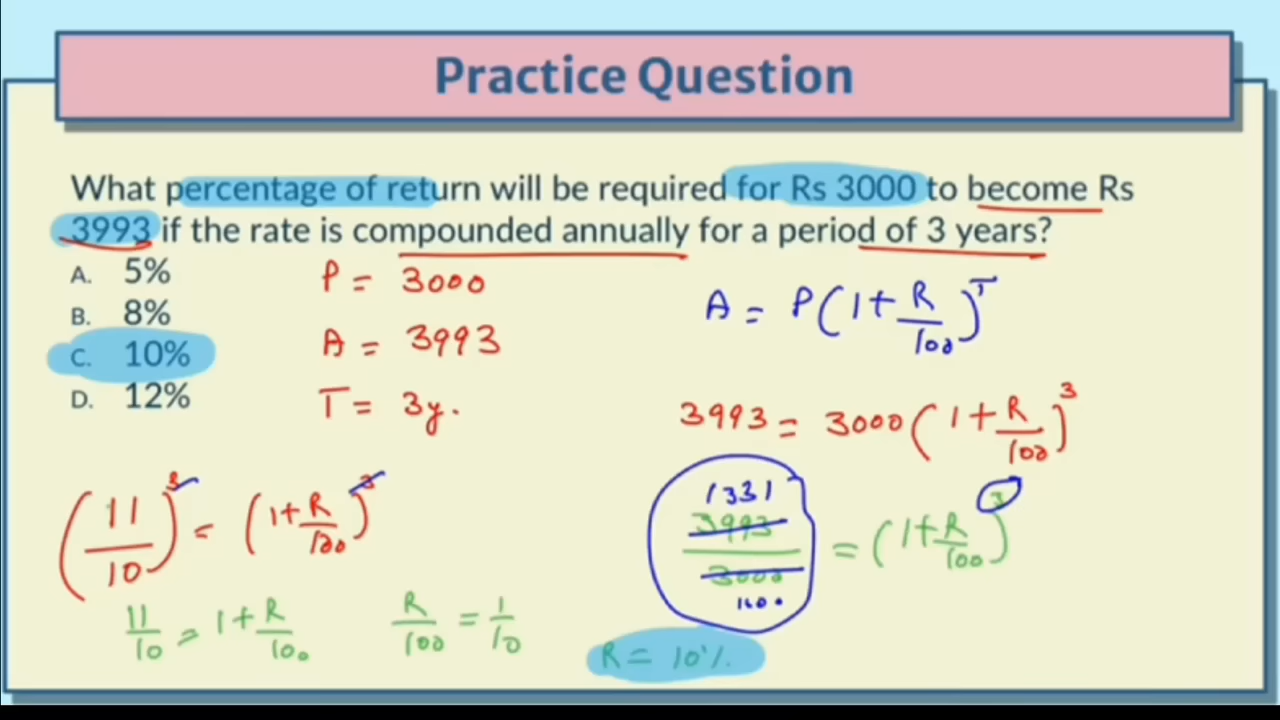 Practice Question
What percentage of return will be required for Rs 3000 to become Rs
3993 if the rate is compounded annually for a period of 3 years?
A. 5%
B. 8%
C. 10%
D. 12%
P = 3000
A = 3993
T = 3y.
A = P(1+R/100)^T
3993 = 3000(1+R/100)^3
1331
3993/3000 = (1+R/100)^3
1000
(11/10)^3 = (1+R/100)^3
11/10 = 1+R/100
R/100 = 1/10
R = 10%.